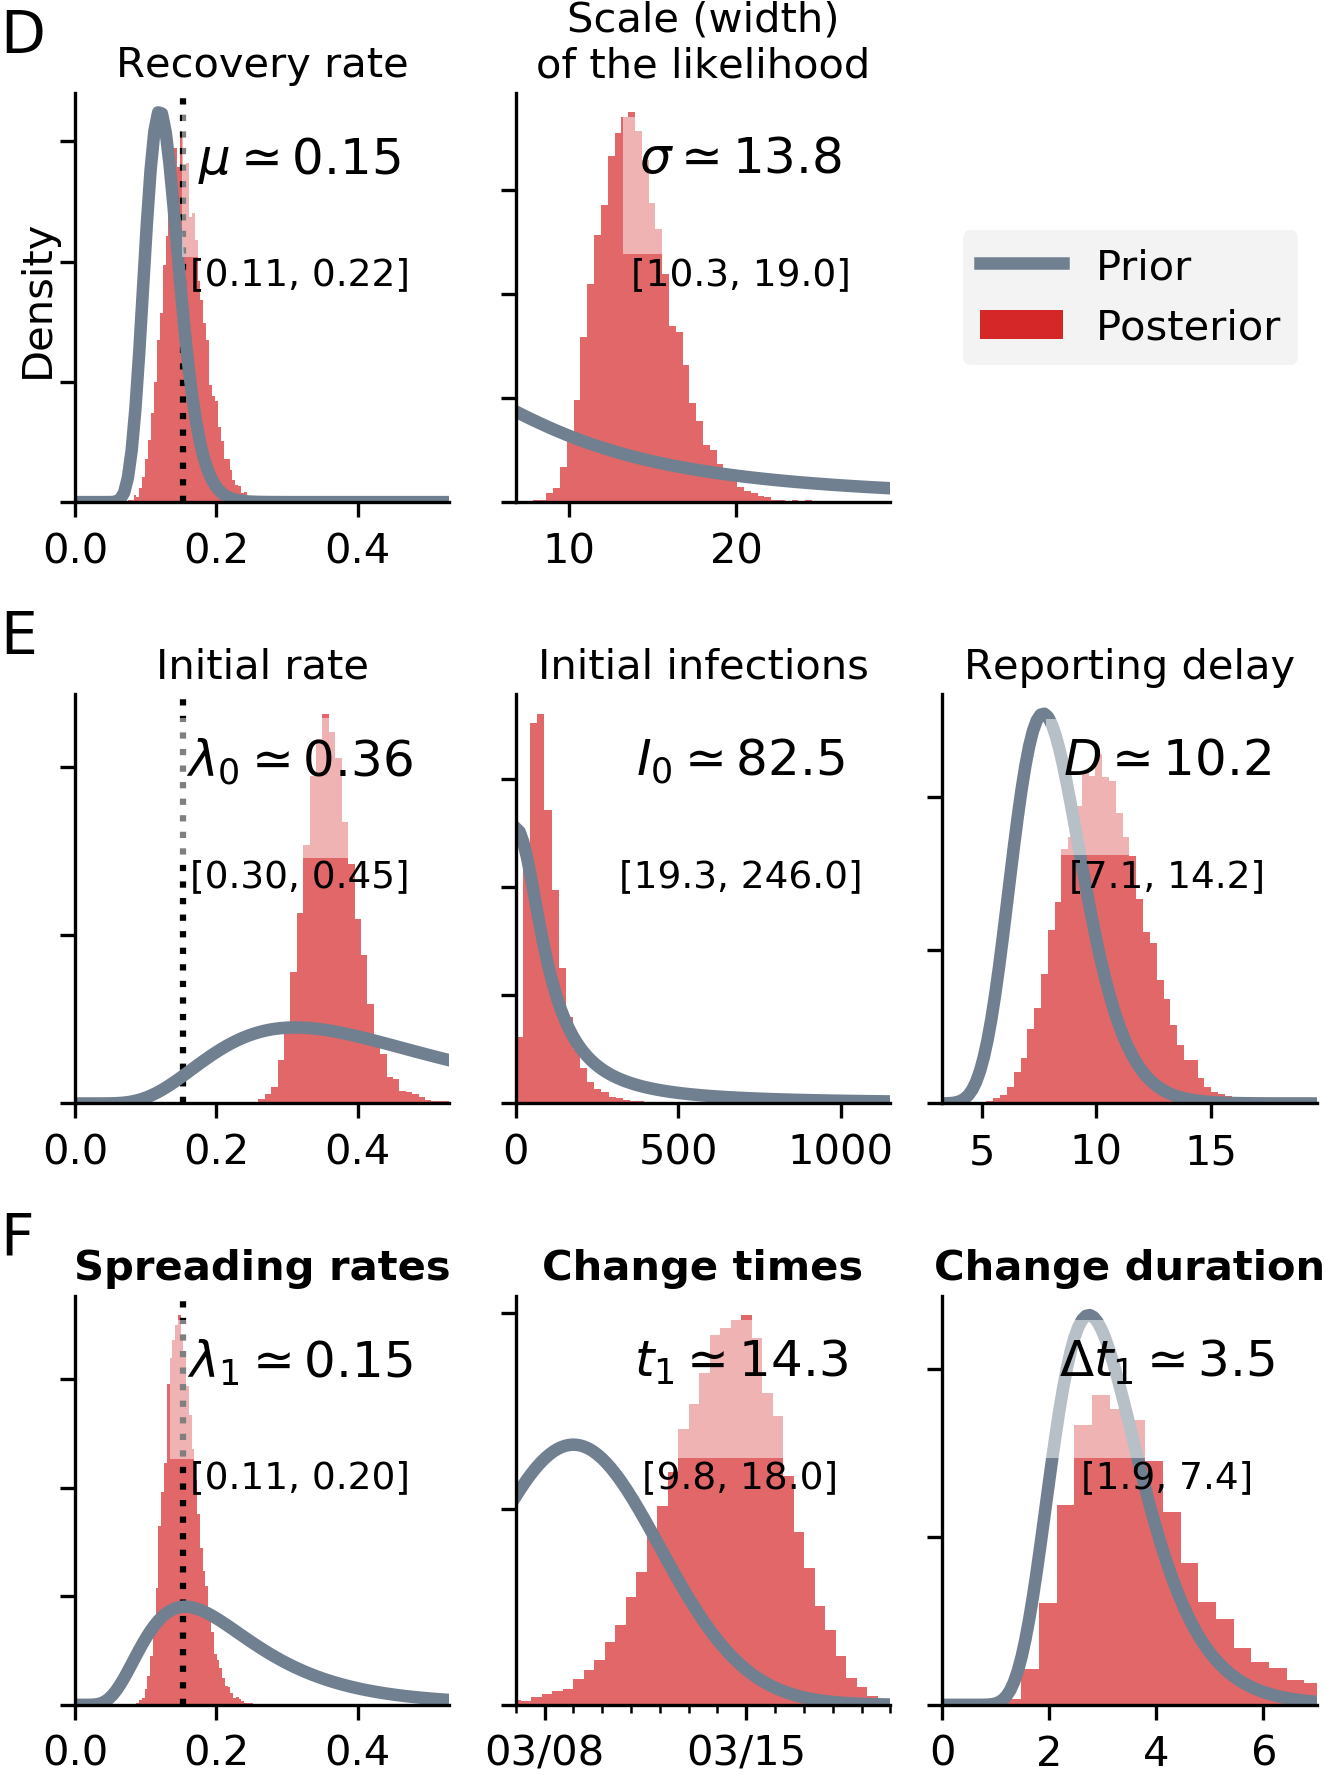 D
Recovery rate
Scale (width)
of the likelihood
μ ≃ 0.15
[0.11, 0.22]
σ ≃ 13.8
[10.3, 19.0]
Prior
Posterior
Density
0.0 0.2 0.4
10 20
E
Initial rate
Initial infections
Reporting delay
λ₀ ≃ 0.36
[0.30, 0.45]
I₀ ≃ 82.5
[19.3, 246.0]
D ≃ 10.2
[7.1, 14.2]
0.0 0.2 0.4
0 500 1000
5 10 15
F
Spreading rates
Change times
Change duration
λ₁ ≃ 0.15
[0.11, 0.20]
t₁ ≃ 14.3
[9.8, 18.0]
Δt₁ ≃ 3.5
[1.9, 7.4]
0.0 0.2 0.4
03/08 03/15
0 2 4 6